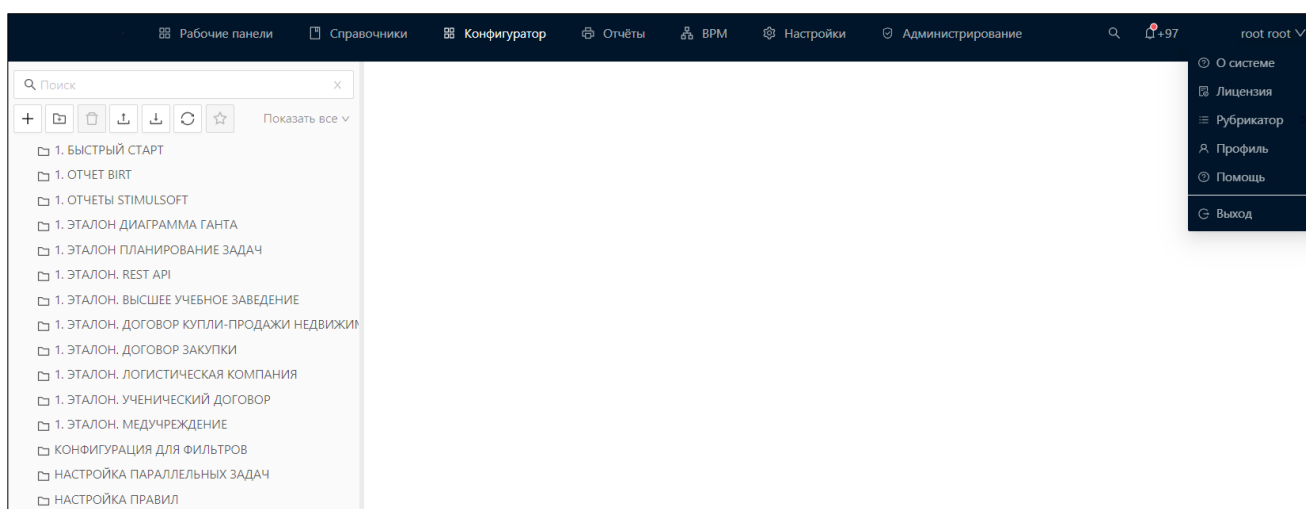 Рабочие панели Справочники Конфигуратор Отчёты BPM Настройки Администрирование +97 root root
О системе
Лицензия
Рубрикатор
Профиль
Помощь
Выход
Поиск
Показать все
1. БЫСТРЫЙ СТАРТ
1. ОТЧЕТ BIRT
1. ОТЧЕТЫ STIMULSOFT
1. ЭТАЛОН ДИАГРАММА ГАНТА
1. ЭТАЛОН ПЛАНИРОВАНИЕ ЗАДАЧ
1. ЭТАЛОН. REST API
1. ЭТАЛОН. ВЫСШЕЕ УЧЕБНОЕ ЗАВЕДЕНИЕ
1. ЭТАЛОН. ДОГОВОР КУПЛИ-ПРОДАЖИ НЕДВИЖИМ
1. ЭТАЛОН. ДОГОВОР ЗАКУПКИ
1. ЭТАЛОН. ЛОГИСТИЧЕСКАЯ КОМПАНИЯ
1. ЭТАЛОН. УЧЕНИЧЕСКИЙ ДОГОВОР
1. ЭТАЛОН. МЕДУЧРЕЖДЕНИЕ
КОНФИГУРАЦИЯ ДЛЯ ФИЛЬТРОВ
НАСТРОЙКА ПАРАЛЛЕЛЬНЫХ ЗАДАЧ
НАСТРОЙКА ПРАВИЛ